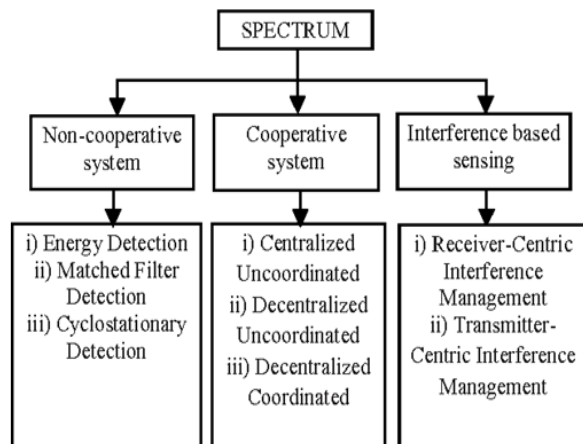 SPECTRUM
Non-cooperative
system
Cooperative
system
Interference based
sensing
i) Energy Detection
ii) Matched Filter
Detection
iii) Cyclostationary
Detection
i) Centralized
Uncoordinated
ii) Decentralized
Uncoordinated
iii) Decentralized
Coordinated
i) Receiver-Centric
Interference
Management
ii) Transmitter-
Centric Interference
Management